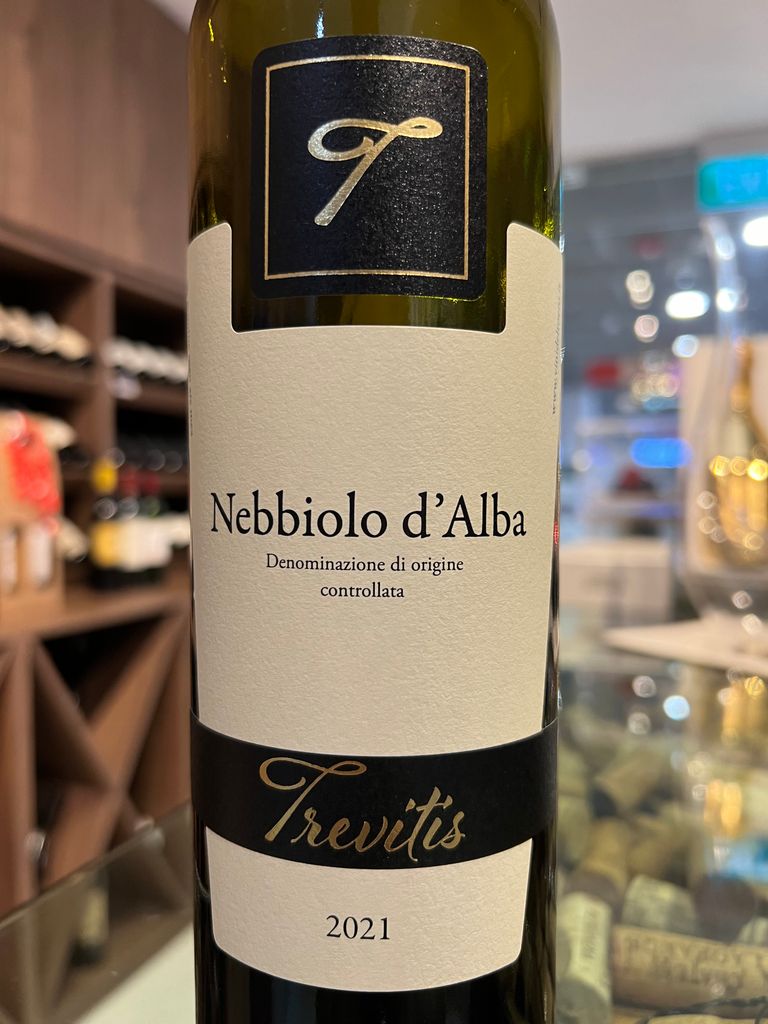 T
Nebbiolo d'Alba
Denominazione di origine
controllata
Trevitis
2021